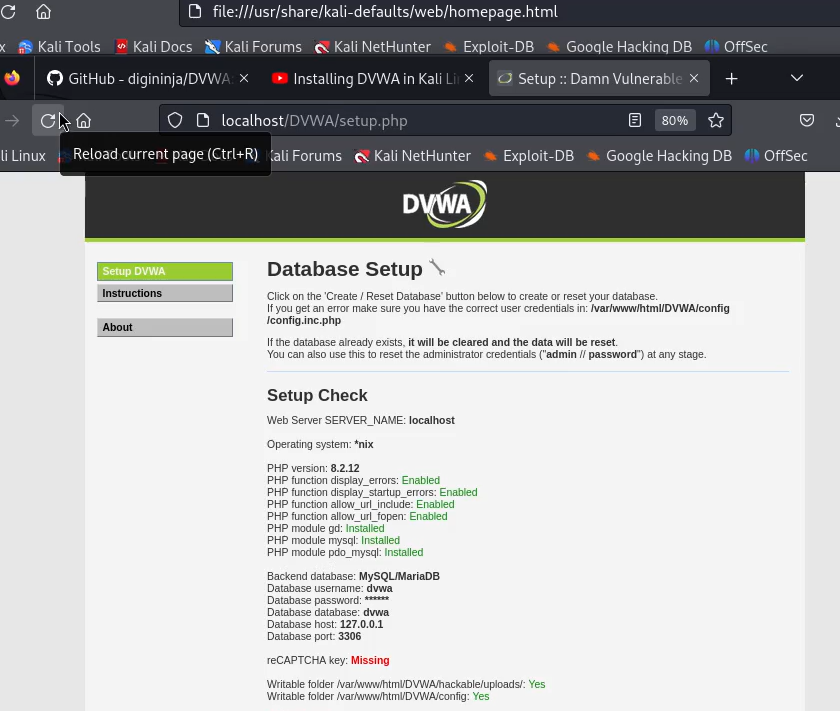 file:///usr/share/kali-defaults/web/homepage.html
x Kali Tools Kali Docs Kali Forums Kali NetHunter Exploit-DB Google Hacking DB OffSec
GitHub - digininja/DVWA: Installing DVWA in Kali Li Setup :: Damn Vulnerable
localhost/DVWA/setup.php 80%
li Linux Kali Forums Kali NetHunter Exploit-DB Google Hacking DB OffSec
Reload current page (Ctrl+R)
DVWA
Setup DVWA
Instructions
About
Database Setup
Click on the 'Create / Reset Database' button below to create or reset your database.
If you get an error make sure you have the correct user credentials in: /var/www/html/DVWA/config
/config.inc.php
If the database already exists, it will be cleared and the data will be reset.
You can also use this to reset the administrator credentials ("admin // password") at any stage.
Setup Check
Web Server SERVER_NAME: localhost
Operating system: *nix
PHP version: 8.2.12
PHP function display_errors: Enabled
PHP function display_startup_errors: Enabled
PHP function allow_url_include: Enabled
PHP function allow_url_fopen: Enabled
PHP module gd: Installed
PHP module mysql: Installed
PHP module pdo_mysql: Installed
Backend database: MySQL/MariaDB
Database username: dvwa
Database password: ******
Database database: dvwa
Database host: 127.0.0.1
Database port: 3306
reCAPTCHA key: Missing
Writable folder /var/www/html/DVWA/hackable/uploads/: Yes
Writable folder /var/www/html/DVWA/config: Yes